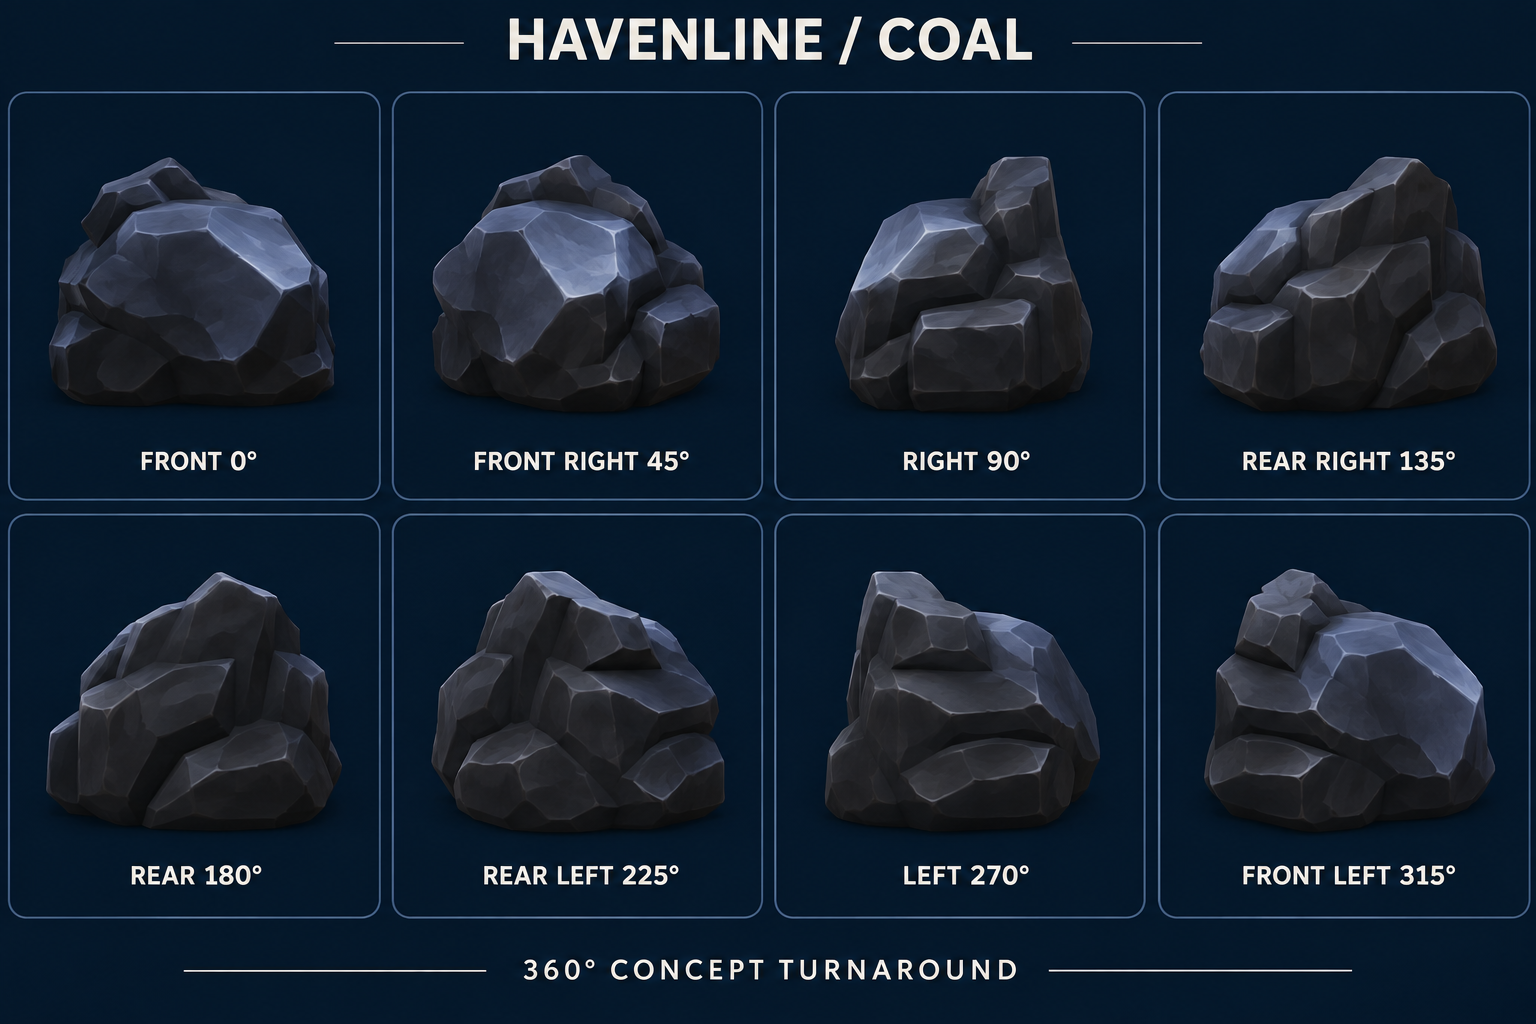 HAVENLINE / COAL
FRONT 0°
FRONT RIGHT 45°
RIGHT 90°
REAR RIGHT 135°
REAR 180°
REAR LEFT 225°
LEFT 270°
FRONT LEFT 315°
360° CONCEPT TURNAROUND